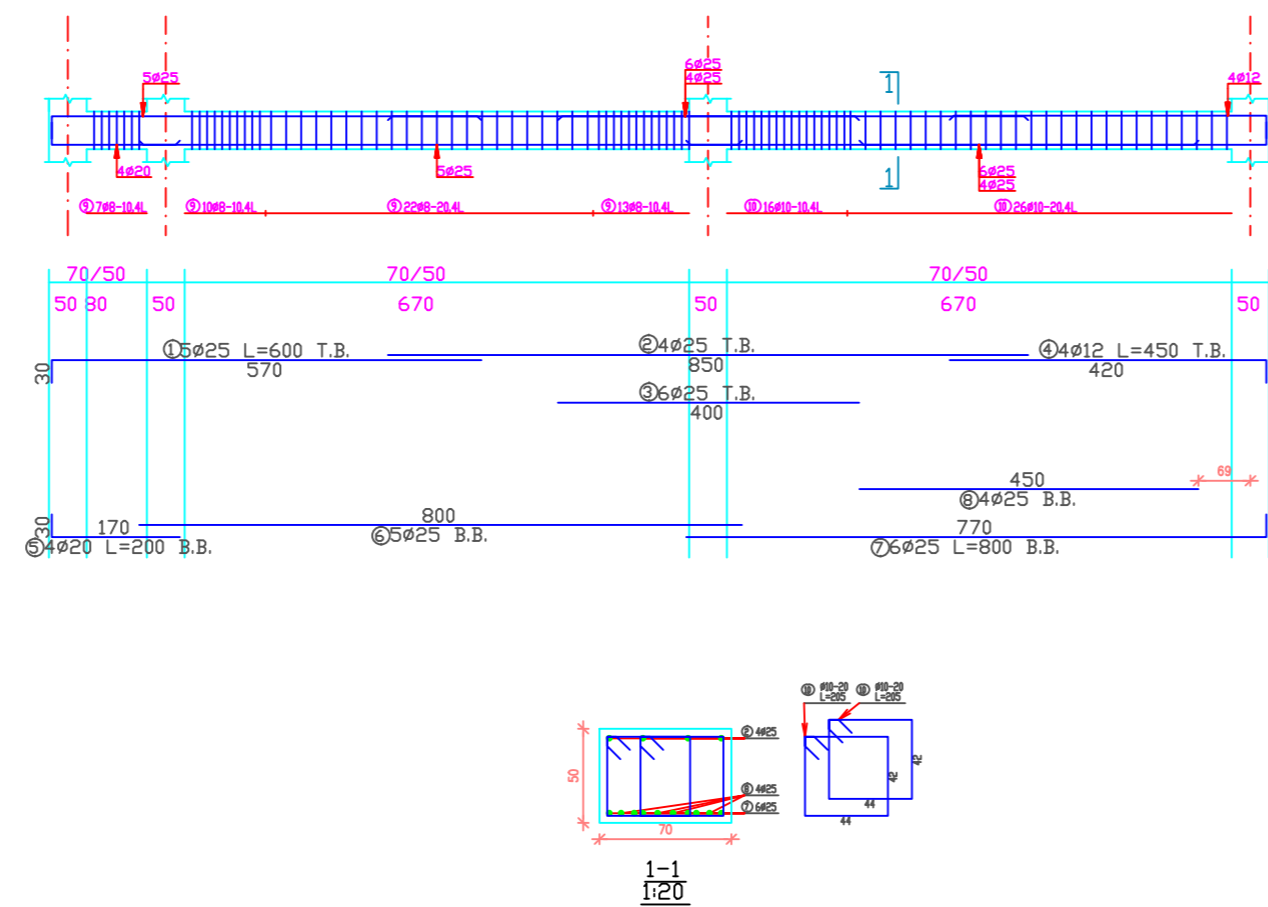 5ø25
6ø25
4ø25
1
4ø12
4ø20
5ø25
6ø25
4ø25
1
⑨7ø8-10,4L
⑨10ø8-10,4L
⑨22ø8-20,4L
⑨13ø8-10,4L
⑩16ø10-10,4L
⑩26ø10-20,4L
70/50
70/50
70/50
50
80
50
670
50
670
50
①5ø25 L=600 T.B.
②4ø25 T.B.
④4ø12 L=450 T.B.
30
570
850
420
③6ø25 T.B.
400
69
450
⑧4ø25 B.B.
30
170
800
770
⑤4ø20 L=200 B.B.
⑥5ø25 B.B.
⑦6ø25 L=800 B.B.
⑩ ø10-20
L=205
⑩ ø10-20
L=205
② 4ø25
50
⑧ 4ø25
⑦ 6ø25
70
42
42
44
44
1-1
1:20